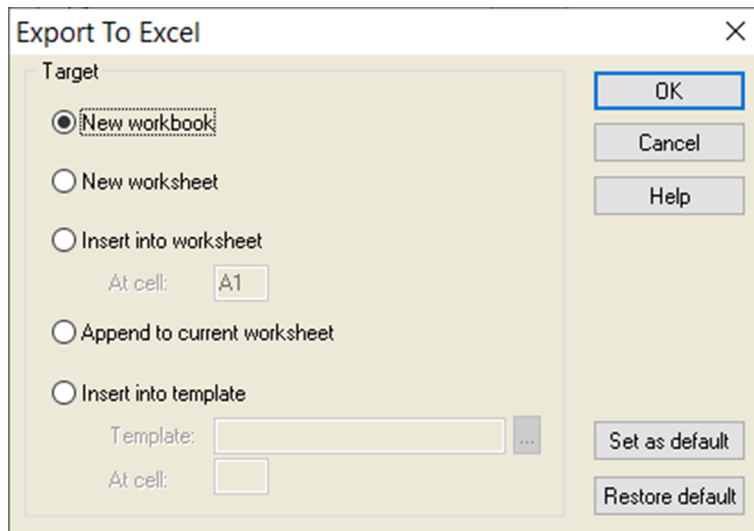 Export To Excel
Target
New workbook
New worksheet
Insert into worksheet
At cell: A1
Append to current worksheet
Insert into template
Template: ...
At cell:
OK
Cancel
Help
Set as default
Restore default